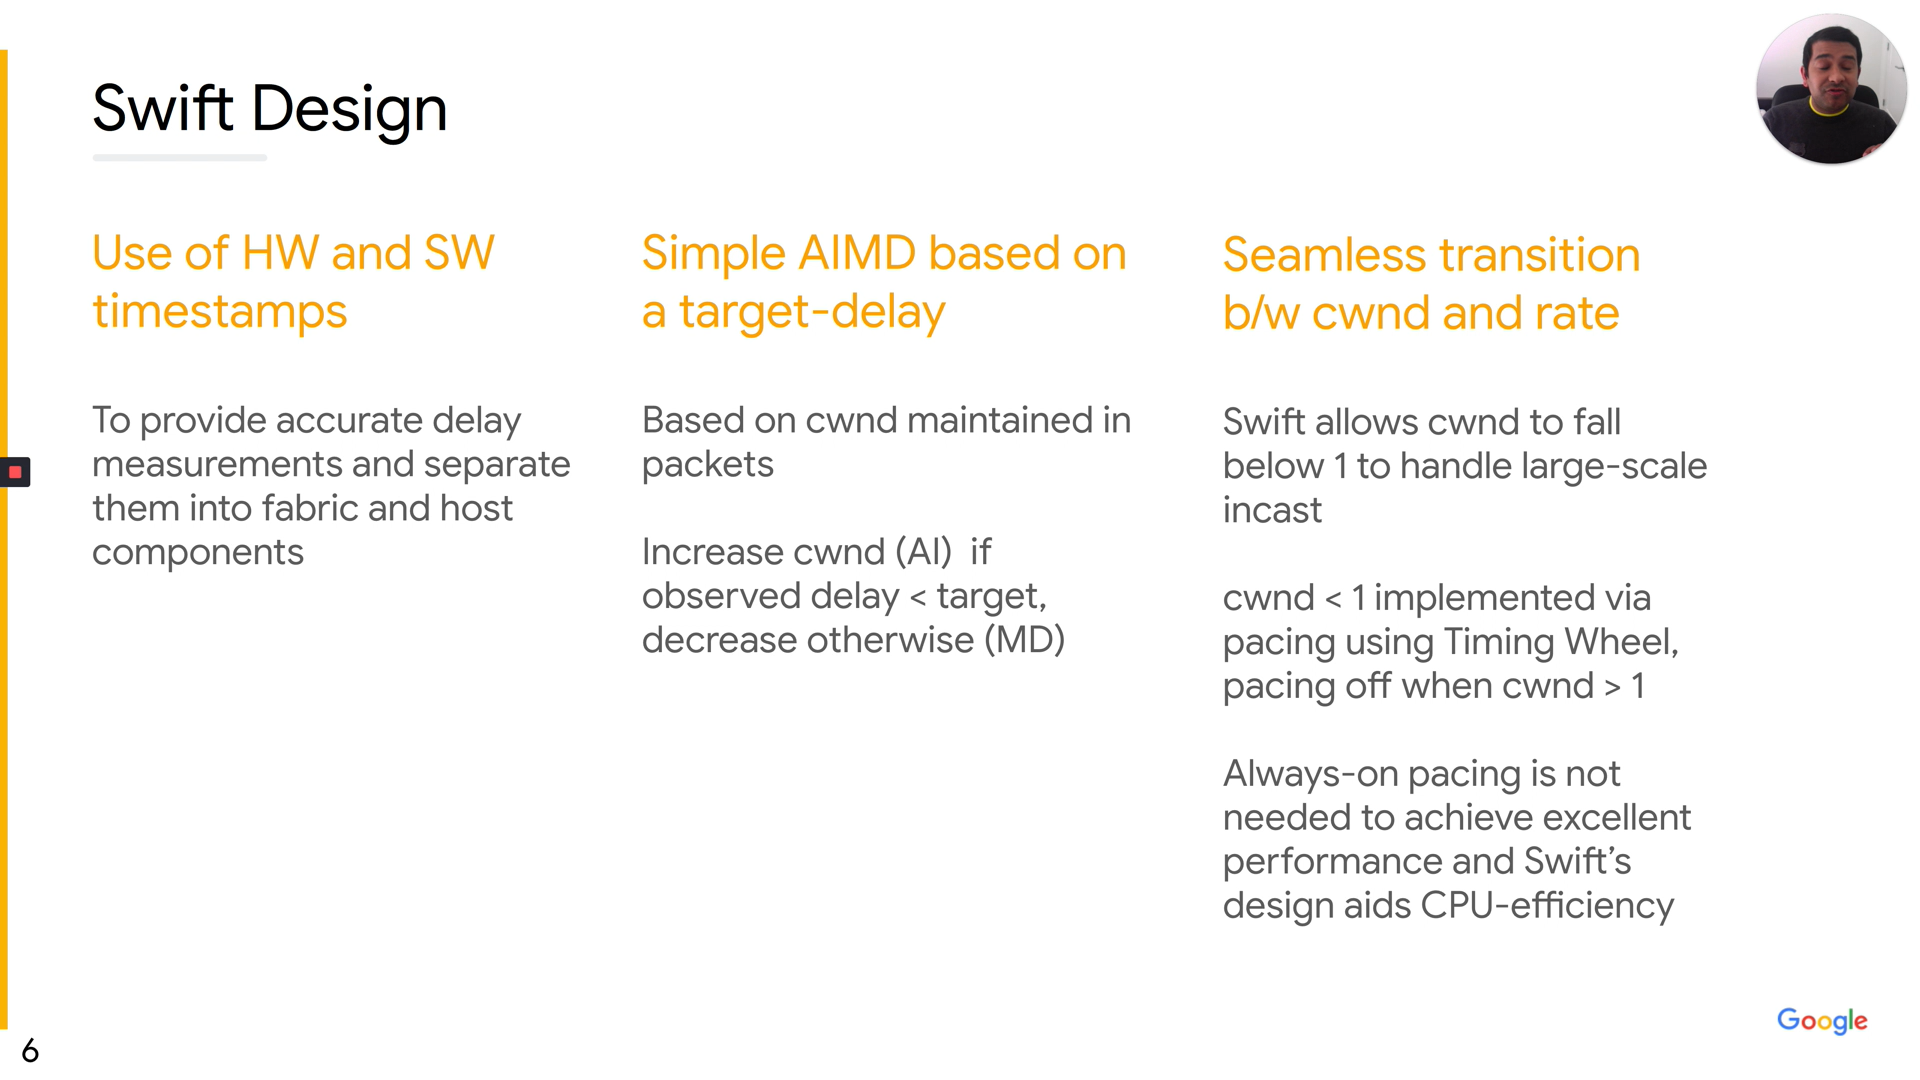 Swift Design
Use of HW and SW
timestamps
To provide accurate delay
measurements and separate
them into fabric and host
components
Simple AIMD based on
a target-delay
Based on cwnd maintained in
packets
Increase cwnd (AI)  if
observed delay < target,
decrease otherwise (MD)
Seamless transition
b/w cwnd and rate
Swift allows cwnd to fall
below 1 to handle large-scale
incast
cwnd < 1 implemented via
pacing using Timing Wheel,
pacing off when cwnd > 1
Always-on pacing is not
needed to achieve excellent
performance and Swift’s
design aids CPU-efficiency
Google
6